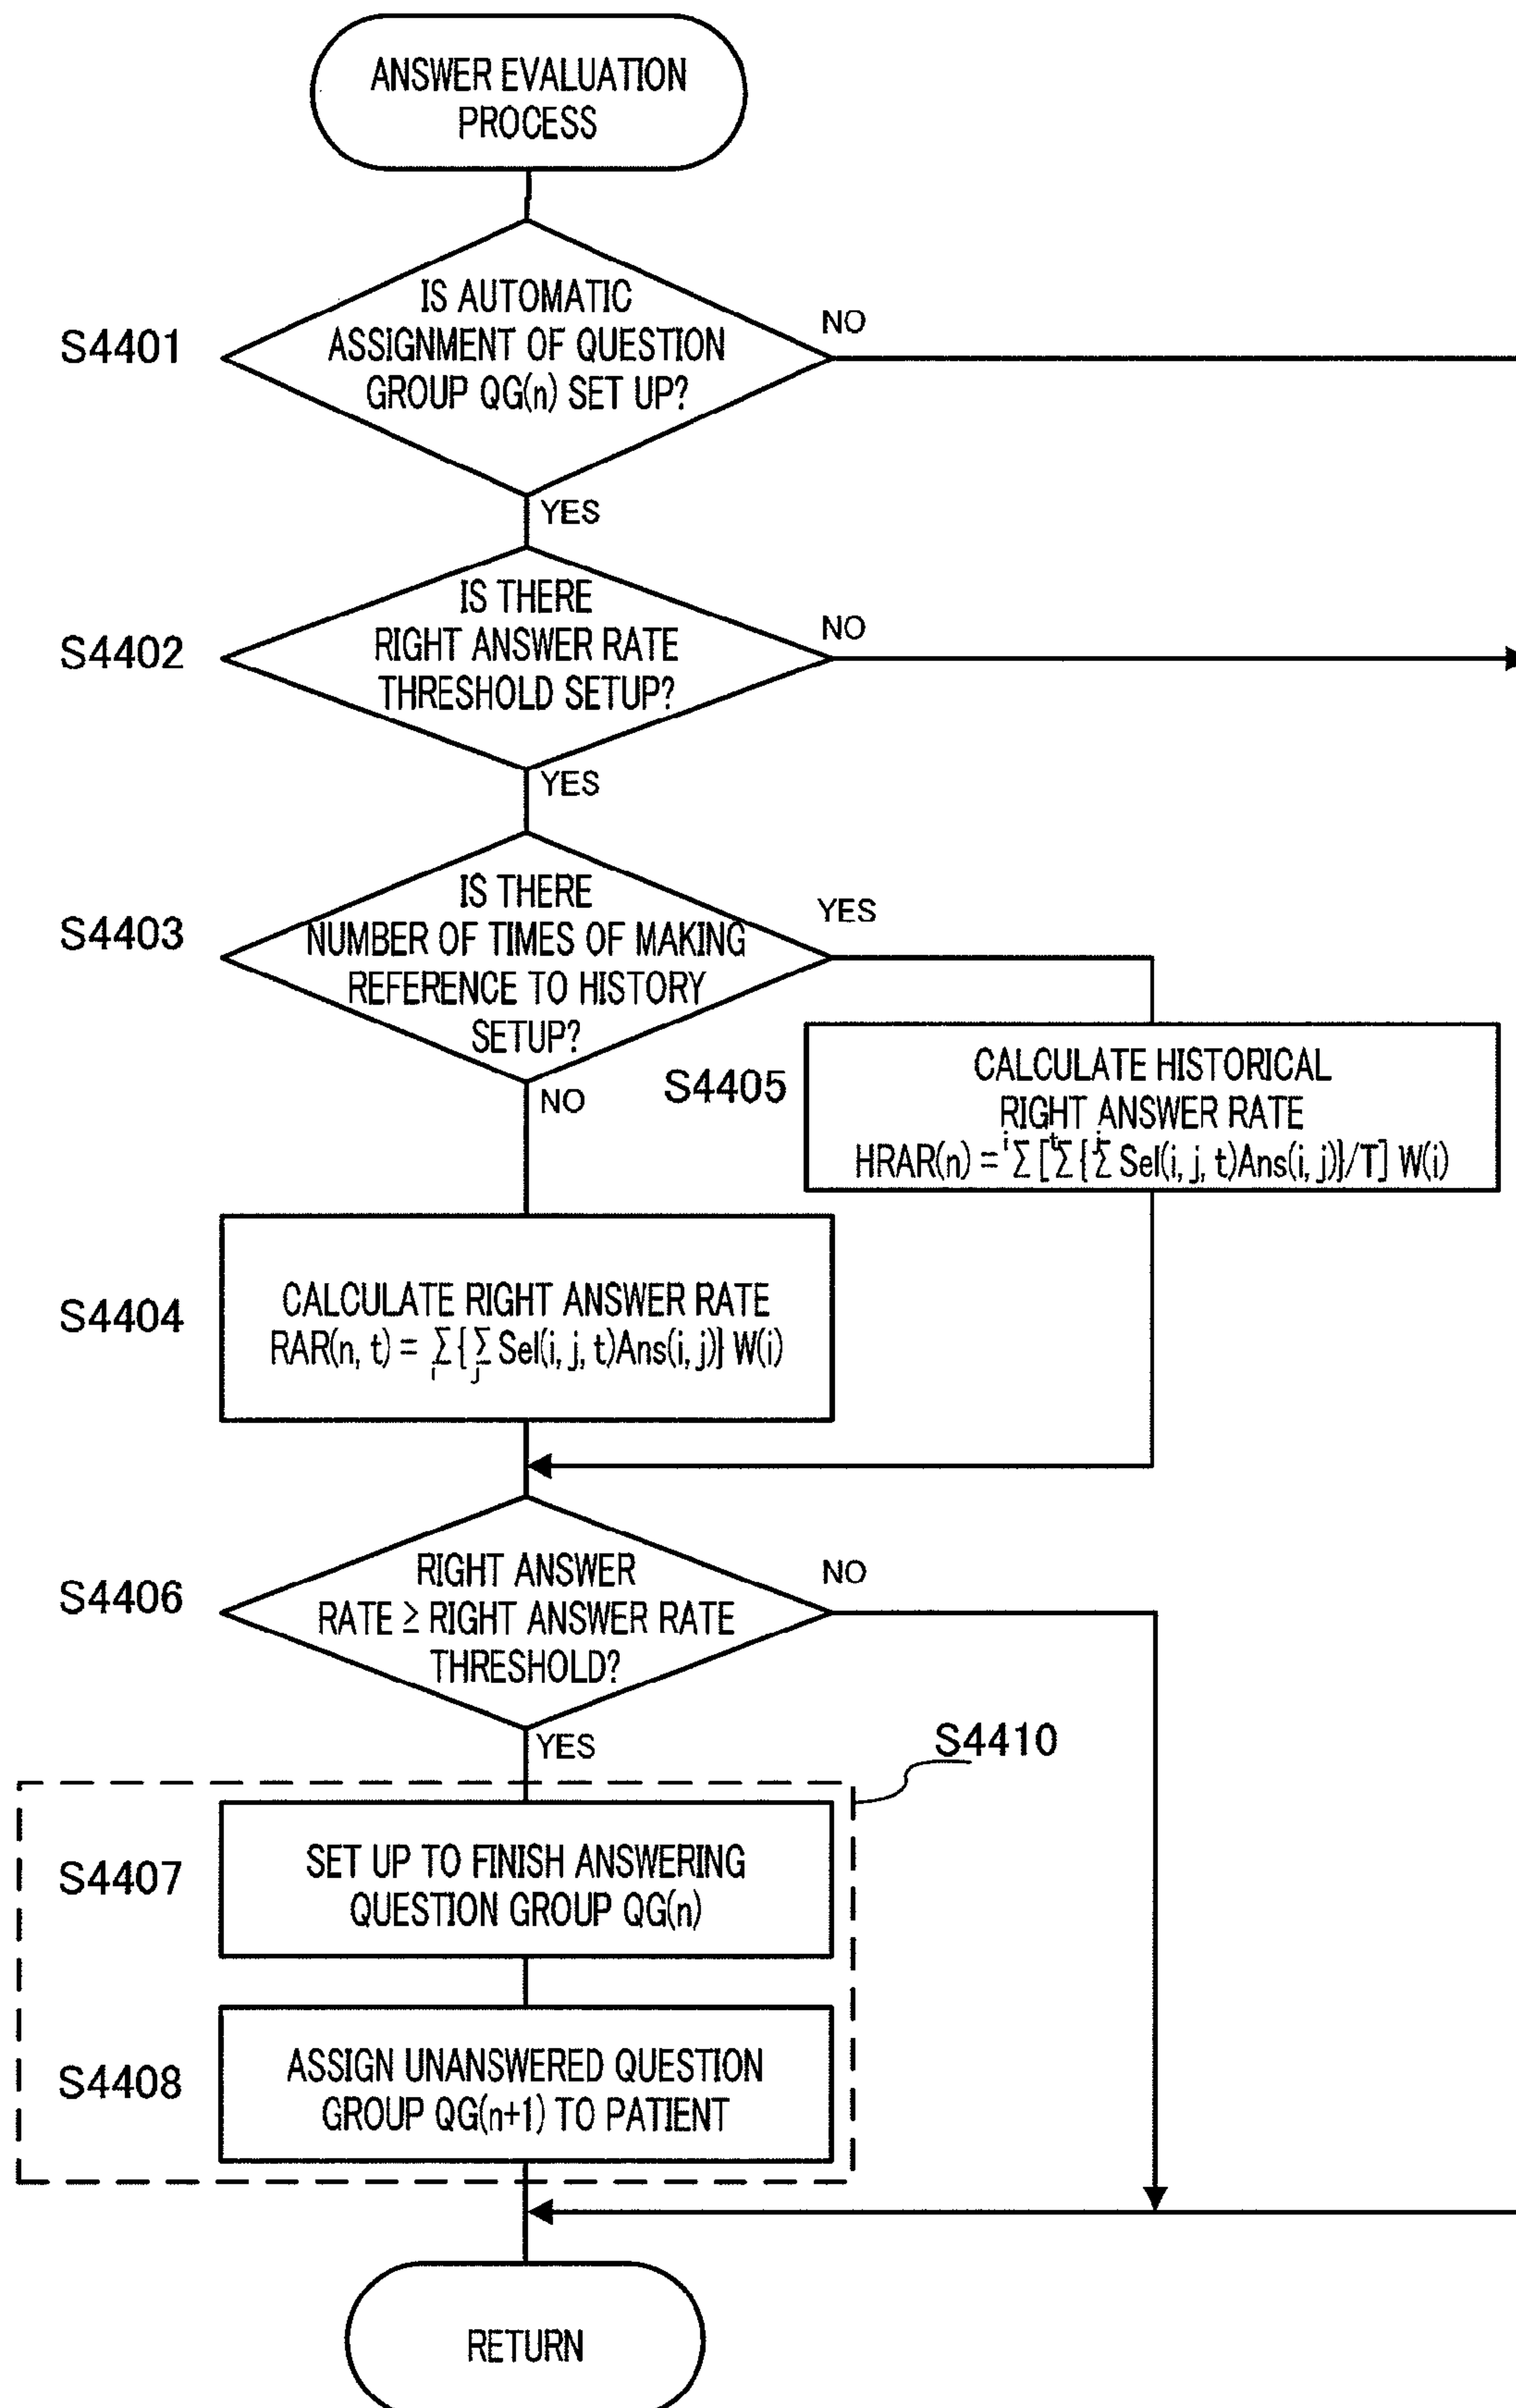 ANSWER EVALUATION
PROCESS
S4401
IS AUTOMATIC
ASSIGNMENT OF QUESTION
GROUP QG(n) SET UP?
NO
YES
S4402
IS THERE
RIGHT ANSWER RATE
THRESHOLD SETUP?
NO
YES
S4403
IS THERE
NUMBER OF TIMES OF MAKING
REFERENCE TO HISTORY
SETUP?
YES
NO
S4405
CALCULATE HISTORICAL
RIGHT ANSWER RATE
HRAR(n) = i Σ [ t Σ { j Σ Sel(i, j, t)Ans(i, j)}/T] W(i)
S4404
CALCULATE RIGHT ANSWER RATE
RAR(n, t) = Σ i { Σ j Sel(i, j, t)Ans(i, j)} W(i)
S4406
RIGHT ANSWER
RATE ≥ RIGHT ANSWER RATE
THRESHOLD?
NO
YES
S4410
S4407
SET UP TO FINISH ANSWERING
QUESTION GROUP QG(n)
S4408
ASSIGN UNANSWERED QUESTION
GROUP QG(n+1) TO PATIENT
RETURN